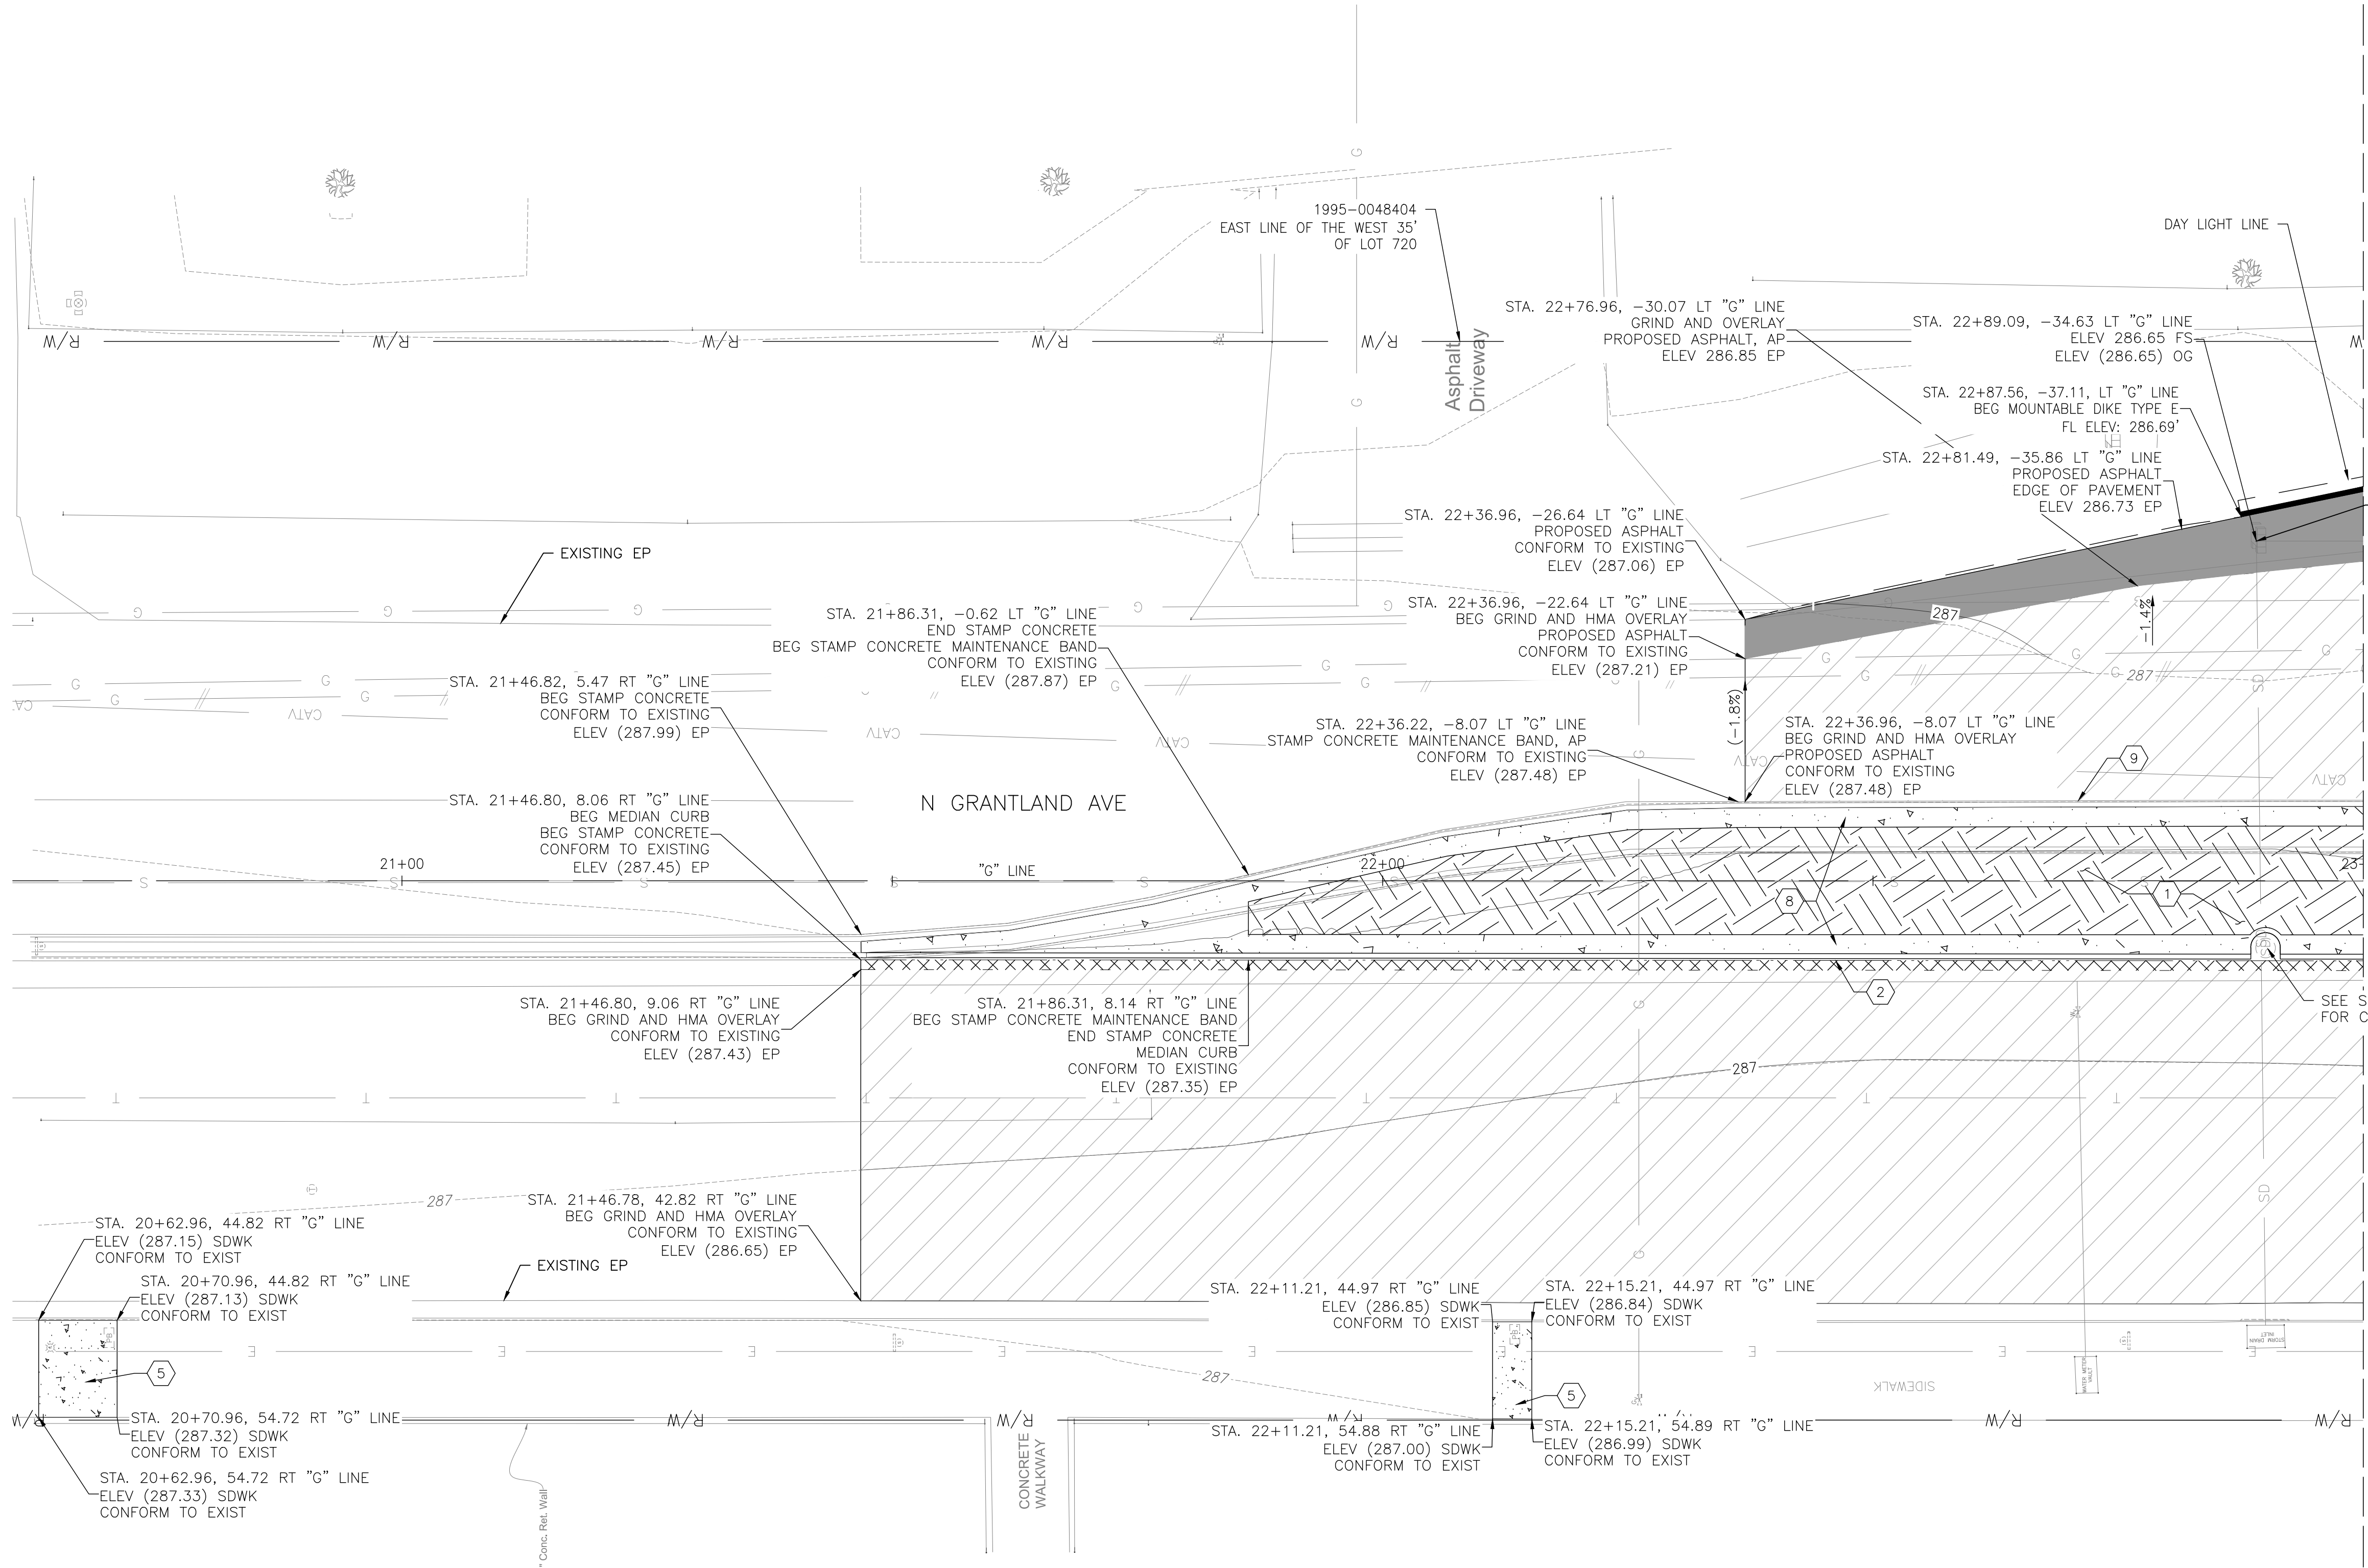 1995-0048404
EAST LINE OF THE WEST 35'
OF LOT 720
DAY LIGHT LINE
Asphalt
Driveway
R/W
R/W
R/W
R/W
R/W
STA. 22+76.96, -30.07 LT "G" LINE
GRIND AND OVERLAY
PROPOSED ASPHALT, AP
ELEV 286.85 EP
STA. 22+89.09, -34.63 LT "G" LINE
ELEV 286.65 FS
ELEV (286.65) OG
STA. 22+87.56, -37.11, LT "G" LINE
BEG MOUNTABLE DIKE TYPE E
FL ELEV: 286.69'
STA. 22+81.49, -35.86 LT "G" LINE
PROPOSED ASPHALT
EDGE OF PAVEMENT
ELEV 286.73 EP
STA. 22+36.96, -26.64 LT "G" LINE
PROPOSED ASPHALT
CONFORM TO EXISTING
ELEV (287.06) EP
EXISTING EP
STA. 22+36.96, -22.64 LT "G" LINE
BEG GRIND AND HMA OVERLAY
PROPOSED ASPHALT
CONFORM TO EXISTING
ELEV (287.21) EP
287
-1.4%
287
STA. 21+86.31, -0.62 LT "G" LINE
END STAMP CONCRETE
BEG STAMP CONCRETE MAINTENANCE BAND
CONFORM TO EXISTING
ELEV (287.87) EP
STA. 21+46.82, 5.47 RT "G" LINE
BEG STAMP CONCRETE
CONFORM TO EXISTING
ELEV (287.99) EP
(-1.8%)
STA. 22+36.22, -8.07 LT "G" LINE
STAMP CONCRETE MAINTENANCE BAND, AP
CONFORM TO EXISTING
ELEV (287.48) EP
STA. 22+36.96, -8.07 LT "G" LINE
BEG GRIND AND HMA OVERLAY
PROPOSED ASPHALT
CONFORM TO EXISTING
ELEV (287.48) EP
9
CATV
CATV
CATV
CATV
CATV
STA. 21+46.80, 8.06 RT "G" LINE
BEG MEDIAN CURB
BEG STAMP CONCRETE
CONFORM TO EXISTING
ELEV (287.45) EP
N GRANTLAND AVE
21+00
"G" LINE
22+00
23
8
1
2
SEE S
FOR C
STA. 21+46.80, 9.06 RT "G" LINE
BEG GRIND AND HMA OVERLAY
CONFORM TO EXISTING
ELEV (287.43) EP
STA. 21+86.31, 8.14 RT "G" LINE
BEG STAMP CONCRETE MAINTENANCE BAND
END STAMP CONCRETE
MEDIAN CURB
CONFORM TO EXISTING
ELEV (287.35) EP
287
SD
SD
287
STA. 21+46.78, 42.82 RT "G" LINE
BEG GRIND AND HMA OVERLAY
CONFORM TO EXISTING
ELEV (286.65) EP
STA. 20+62.96, 44.82 RT "G" LINE
ELEV (287.15) SDWK
CONFORM TO EXIST
STA. 20+70.96, 44.82 RT "G" LINE
ELEV (287.13) SDWK
CONFORM TO EXIST
EXISTING EP
STA. 22+11.21, 44.97 RT "G" LINE
ELEV (286.85) SDWK
CONFORM TO EXIST
STA. 22+15.21, 44.97 RT "G" LINE
ELEV (286.84) SDWK
CONFORM TO EXIST
PB
PB
5
287
5
SIDEWALK
WATER METER
VAULT
STORM DRAIN
INLET
R/W
R/W
R/W
R/W
R/W
STA. 20+70.96, 54.72 RT "G" LINE
ELEV (287.32) SDWK
CONFORM TO EXIST
STA. 20+62.96, 54.72 RT "G" LINE
ELEV (287.33) SDWK
CONFORM TO EXIST
STA. 22+11.21, 54.88 RT "G" LINE
ELEV (287.00) SDWK
CONFORM TO EXIST
STA. 22+15.21, 54.89 RT "G" LINE
ELEV (286.99) SDWK
CONFORM TO EXIST
CONCRETE
WALKWAY
" Conc. Ret. Wall